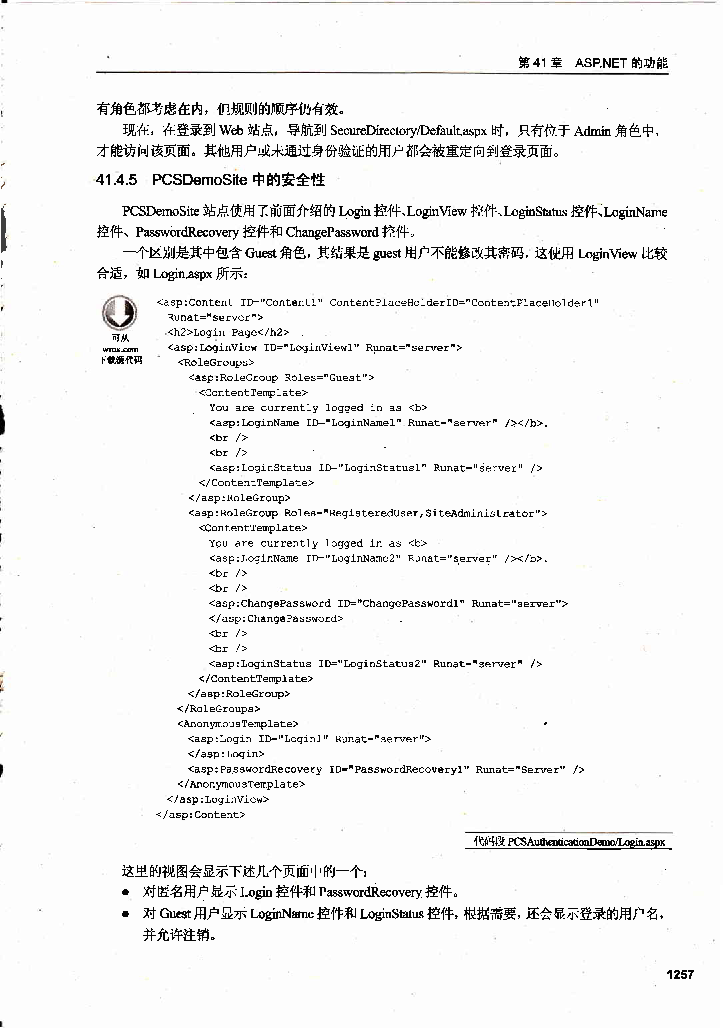 第 41 章 ASP.NET 的功能
有角色都考虑在内，但规则的顺序仍有效。
现在，在登录到 Web 站点，导航到 SecureDirectory/Default.aspx 时，只有位于 Admin 角色中，
才能访问该页面。其他用户或未通过身份验证的用户都会被重定向到登录页面。
41.4.5 PCSDemoSite 中的安全性
PCSDemoSite 站点使用了前面介绍的 Login 控件、LoginView 控件、LoginStatus 控件、LoginName
控件、PasswordRecovery 控件和 ChangePassword 控件。
一个区别是其中包含 Guest 角色，其结果是 guest 用户不能修改其密码，这使用 LoginView 比较
合适，如 Login.aspx 所示：
可从
wrox.com
下载源代码
<asp:Content ID="Content1" ContentPlaceHolderID="ContentPlaceHolder1"
Runat="server">
<h2>Login Page</h2>
<asp:LoginView ID="LoginView1" Runat="server">
<RoleGroups>
<asp:RoleGroup Roles="Guest">
<ContentTemplate>
You are currently logged in as <b>
<asp:LoginName ID="LoginName1" Runat="server" /></b>.
<br />
<br />
<asp:LoginStatus ID="LoginStatus1" Runat="server" />
</ContentTemplate>
</asp:RoleGroup>
<asp:RoleGroup Roles="RegisteredUser,SiteAdministrator">
<ContentTemplate>
You are currently logged in as <b>
<asp:LoginName ID="LoginName2" Runat="server" /></b>.
<br />
<br />
<asp:ChangePassword ID="ChangePassword1" Runat="server">
</asp:ChangePassword>
<br />
<br />
<asp:LoginStatus ID="LoginStatus2" Runat="server" />
</ContentTemplate>
</asp:RoleGroup>
</RoleGroups>
<AnonymousTemplate>
<asp:Login ID="Login1" Runat="server">
</asp:Login>
<asp:PasswordRecovery ID="PasswordRecovery1" Runat="Server" />
</AnonymousTemplate>
</asp:LoginView>
</asp:Content>
代码段 PCSAuthenticationDemo/Login.aspx
这里的视图会显示下述几个页面中的一个：
● 对匿名用户显示 Login 控件和 PasswordRecovery 控件。
● 对 Guest 用户显示 LoginName 控件和 LoginStatus 控件，根据需要，还会显示登录的用户名，
并允许注销。
1257